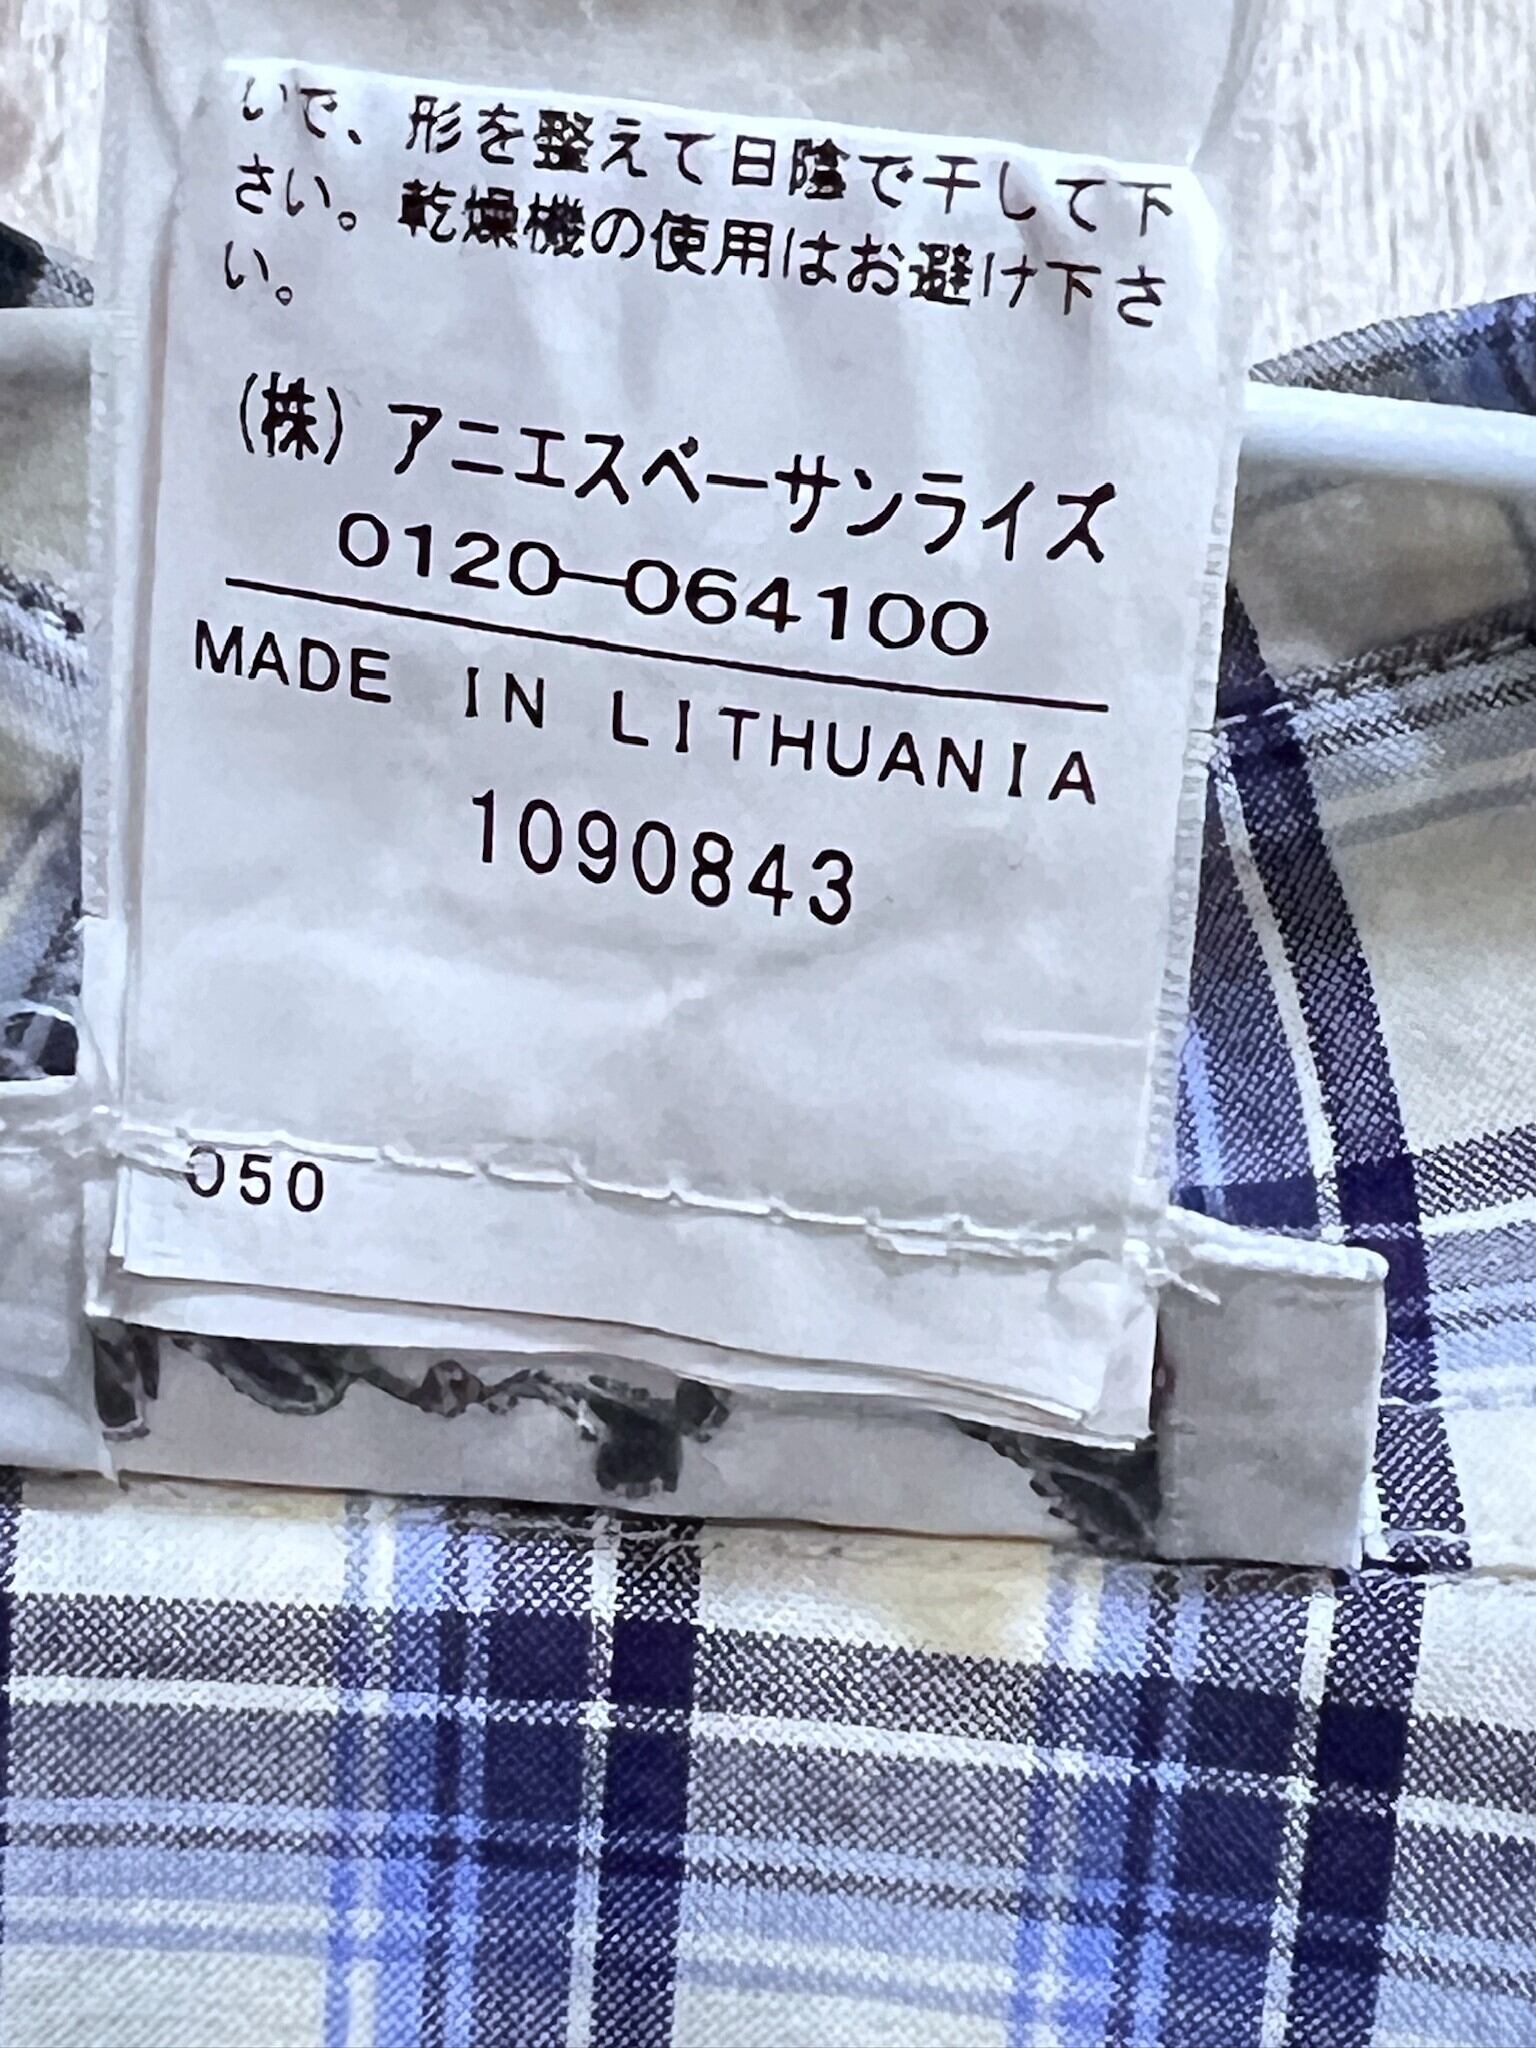 いで、形を整えて日陰で干して下
さい。乾燥機の使用はお避け下さ
い。
(株) アニエスベーサンライズ
0120-064100
MADE IN LITHUANIA
1090843
050